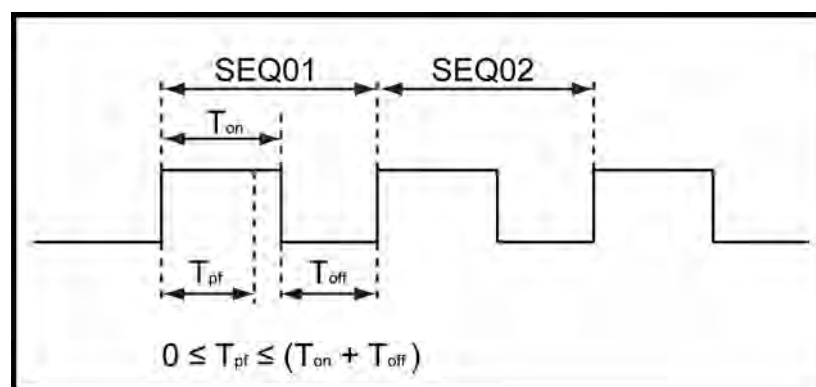 SEQ01 SEQ02
Ton
Tpf Toff
0 ≤ Tpf ≤ (Ton + Toff)